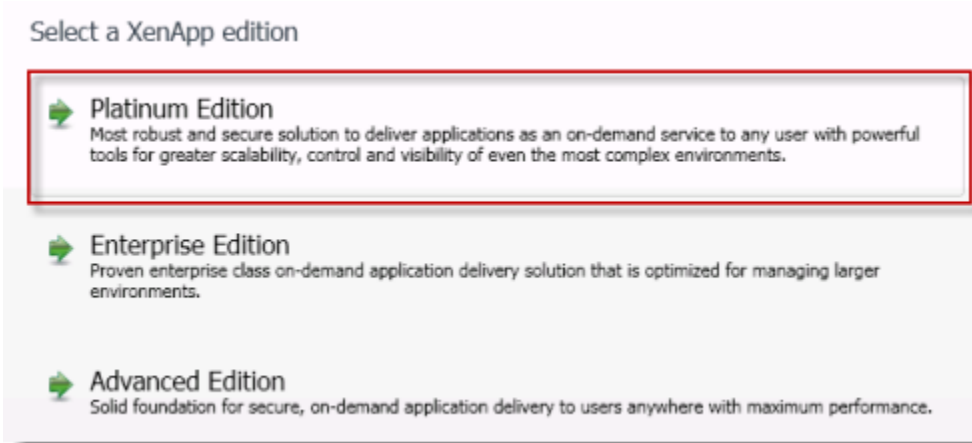 Select a XenApp edition
Platinum Edition
Most robust and secure solution to deliver applications as an on-demand service to any user with powerful
tools for greater scalability, control and visibility of even the most complex environments.
Enterprise Edition
Proven enterprise class on-demand application delivery solution that is optimized for managing larger
environments.
Advanced Edition
Solid foundation for secure, on-demand application delivery to users anywhere with maximum performance.